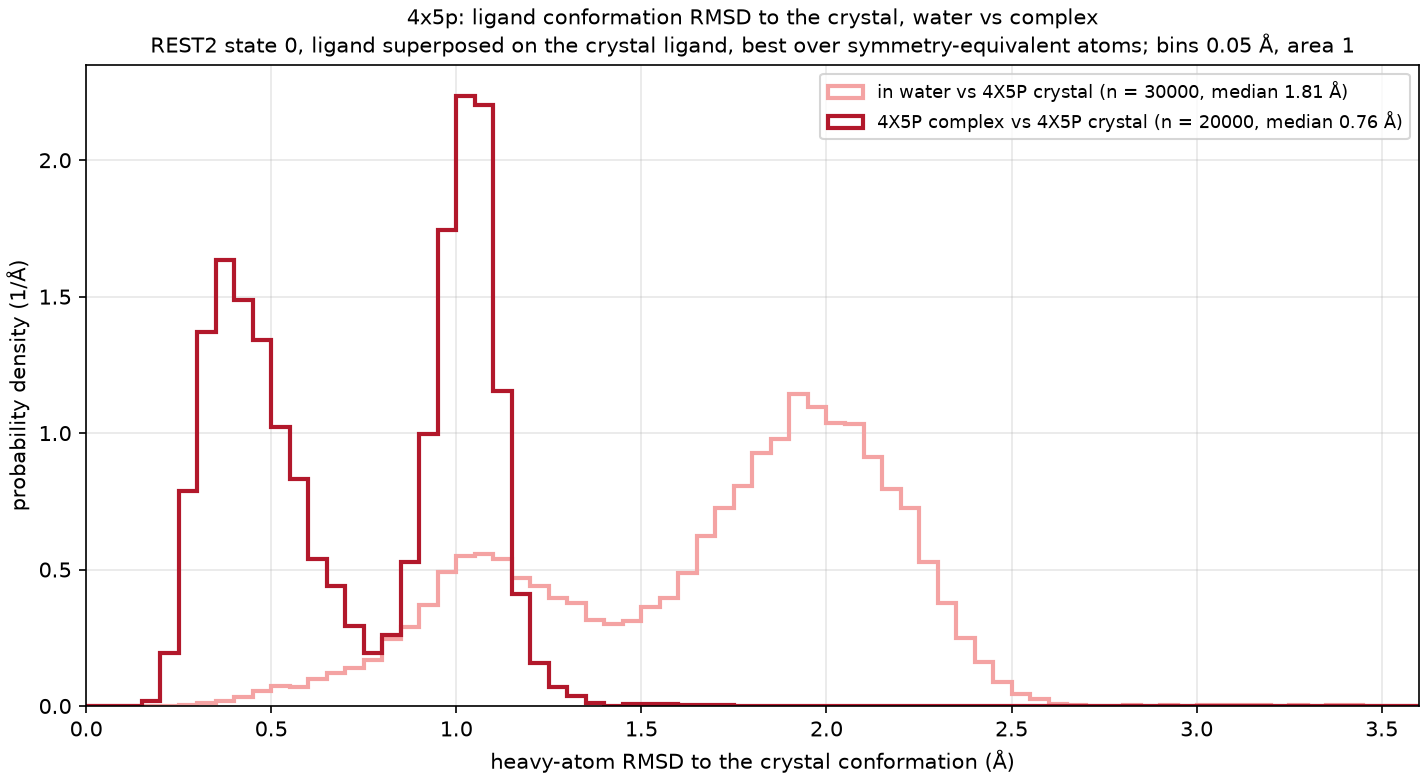 4x5p: ligand conformation RMSD to the crystal, water vs complex
REST2 state 0, ligand superposed on the crystal ligand, best over symmetry-equivalent atoms; bins 0.05 Å, area 1
in water vs 4X5P crystal (n = 30000, median 1.81 Å)
4X5P complex vs 4X5P crystal (n = 20000, median 0.76 Å)
probability density (1/Å)
2.0
1.5
1.0
0.5
0.0
0.0 0.5 1.0 1.5 2.0 2.5 3.0 3.5
heavy-atom RMSD to the crystal conformation (Å)